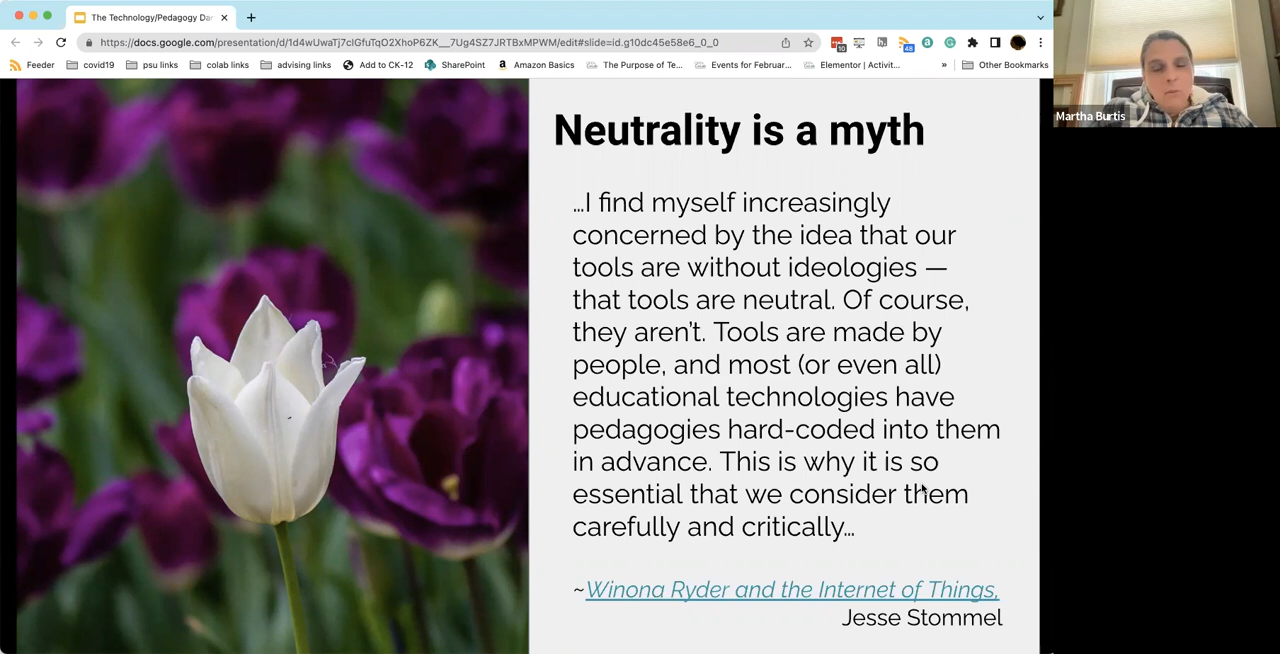 The Technology/Pedagogy Da
https://docs.google.com/presentation/d/1d4wUwaTj7clGfuTqO2XhoP6ZK__7Ug4SZ7JRTBxMPWM/edit#slide=id.g10dc45e58e6_0_0
10
48
Feeder covid19 psu links colab links advising links Add to CK-12 SharePoint Amazon Basics The Purpose of Te... Events for Februar... Elementor | Activit... » Other Bookmarks
Martha Burtis
Neutrality is a myth
…I find myself increasingly
concerned by the idea that our
tools are without ideologies —
that tools are neutral. Of course,
they aren’t. Tools are made by
people, and most (or even all)
educational technologies have
pedagogies hard-coded into them
in advance. This is why it is so
essential that we consider them
carefully and critically…
~Winona Ryder and the Internet of Things,
Jesse Stommel